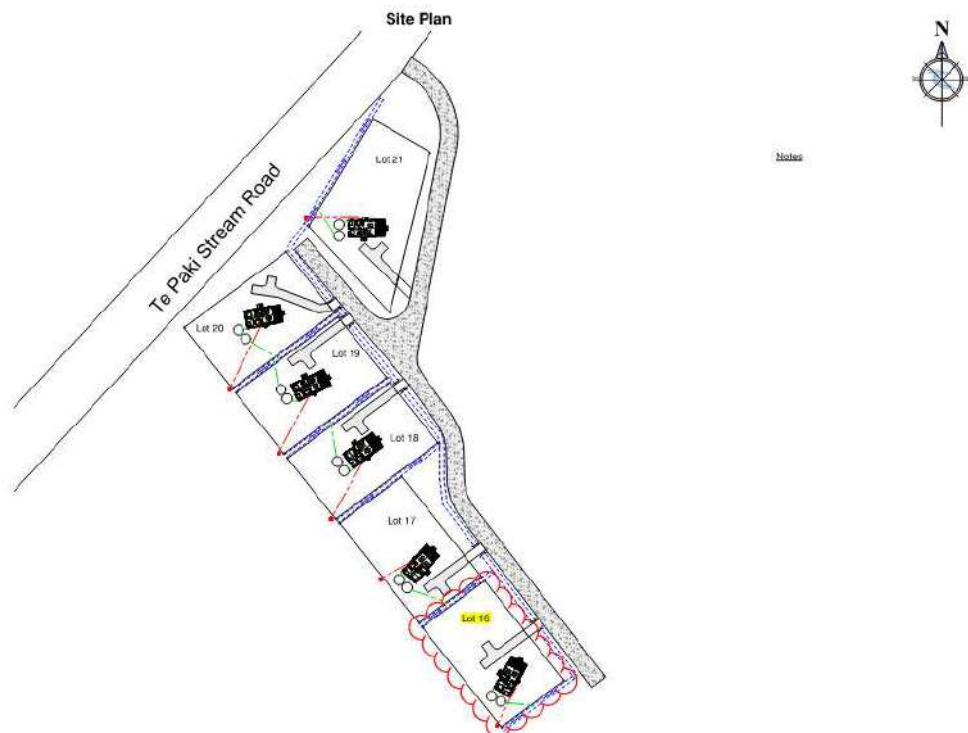 Site Plan
N
Notes
Te Paki Stream Road
Lot 21
Lot 20
Lot 19
Lot 18
Lot 17
Lot 16